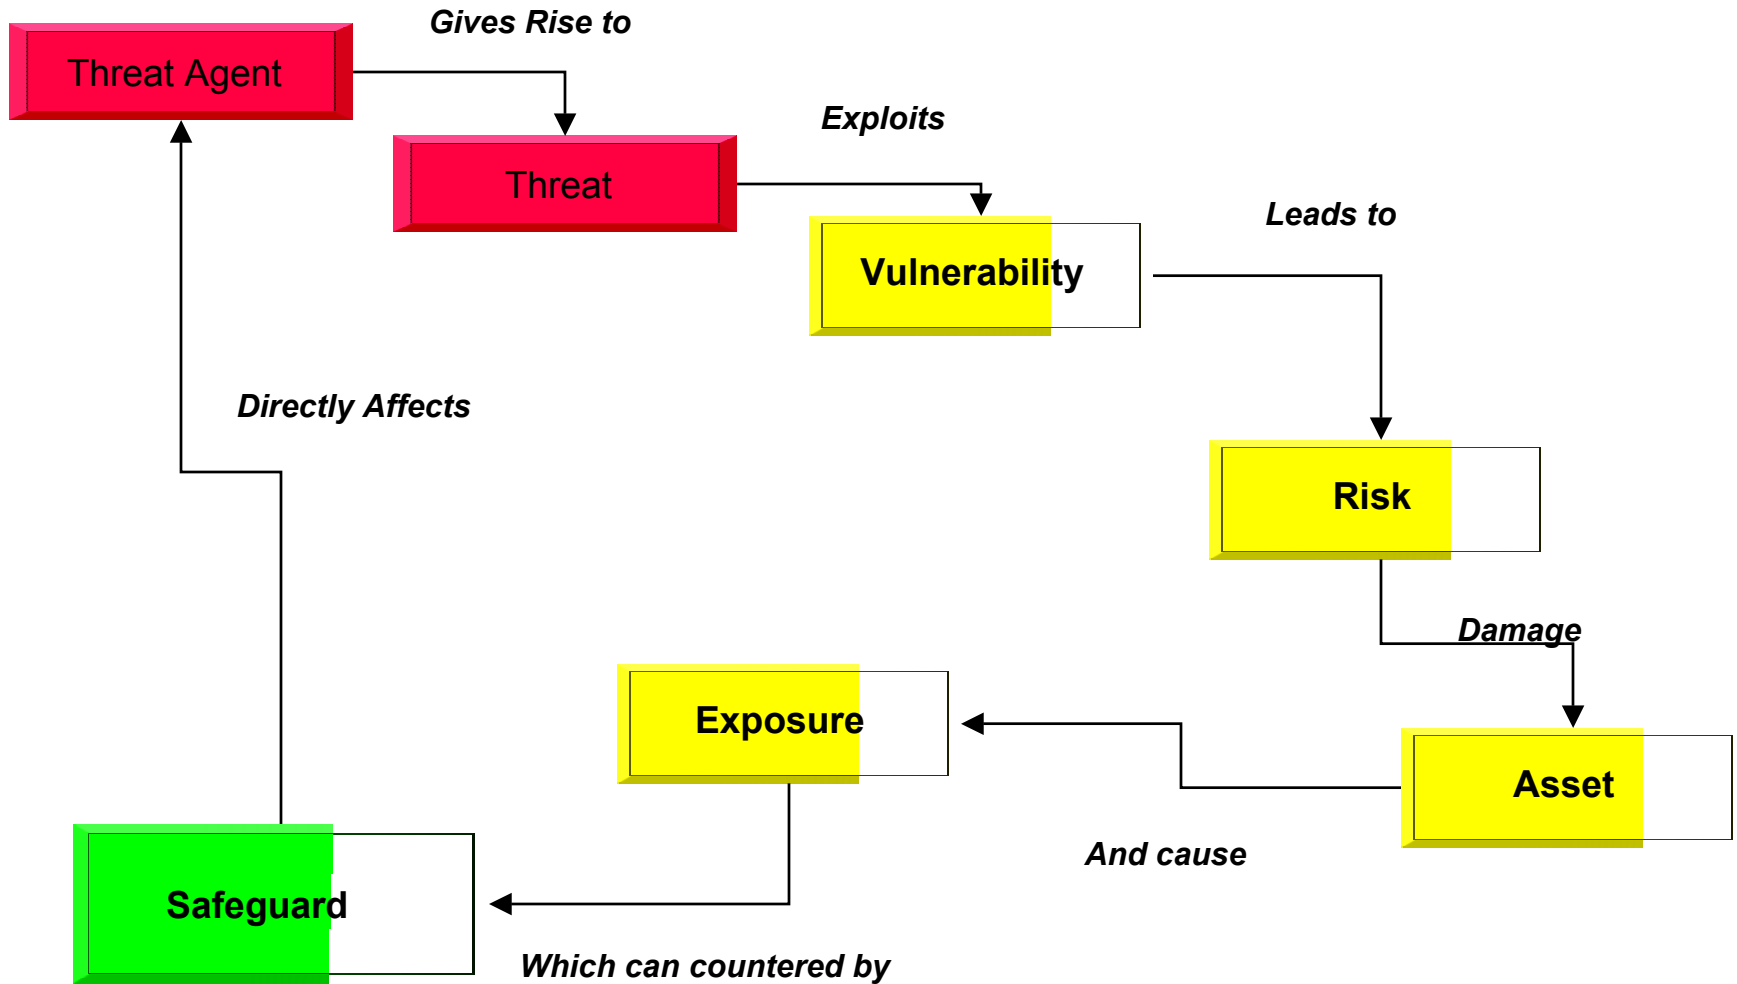 Gives Rise to
Threat Agent
Exploits
Threat
Leads to
Vulnerability
Directly Affects
Risk
Damage
Exposure
Asset
And cause
Safeguard
Which can countered by